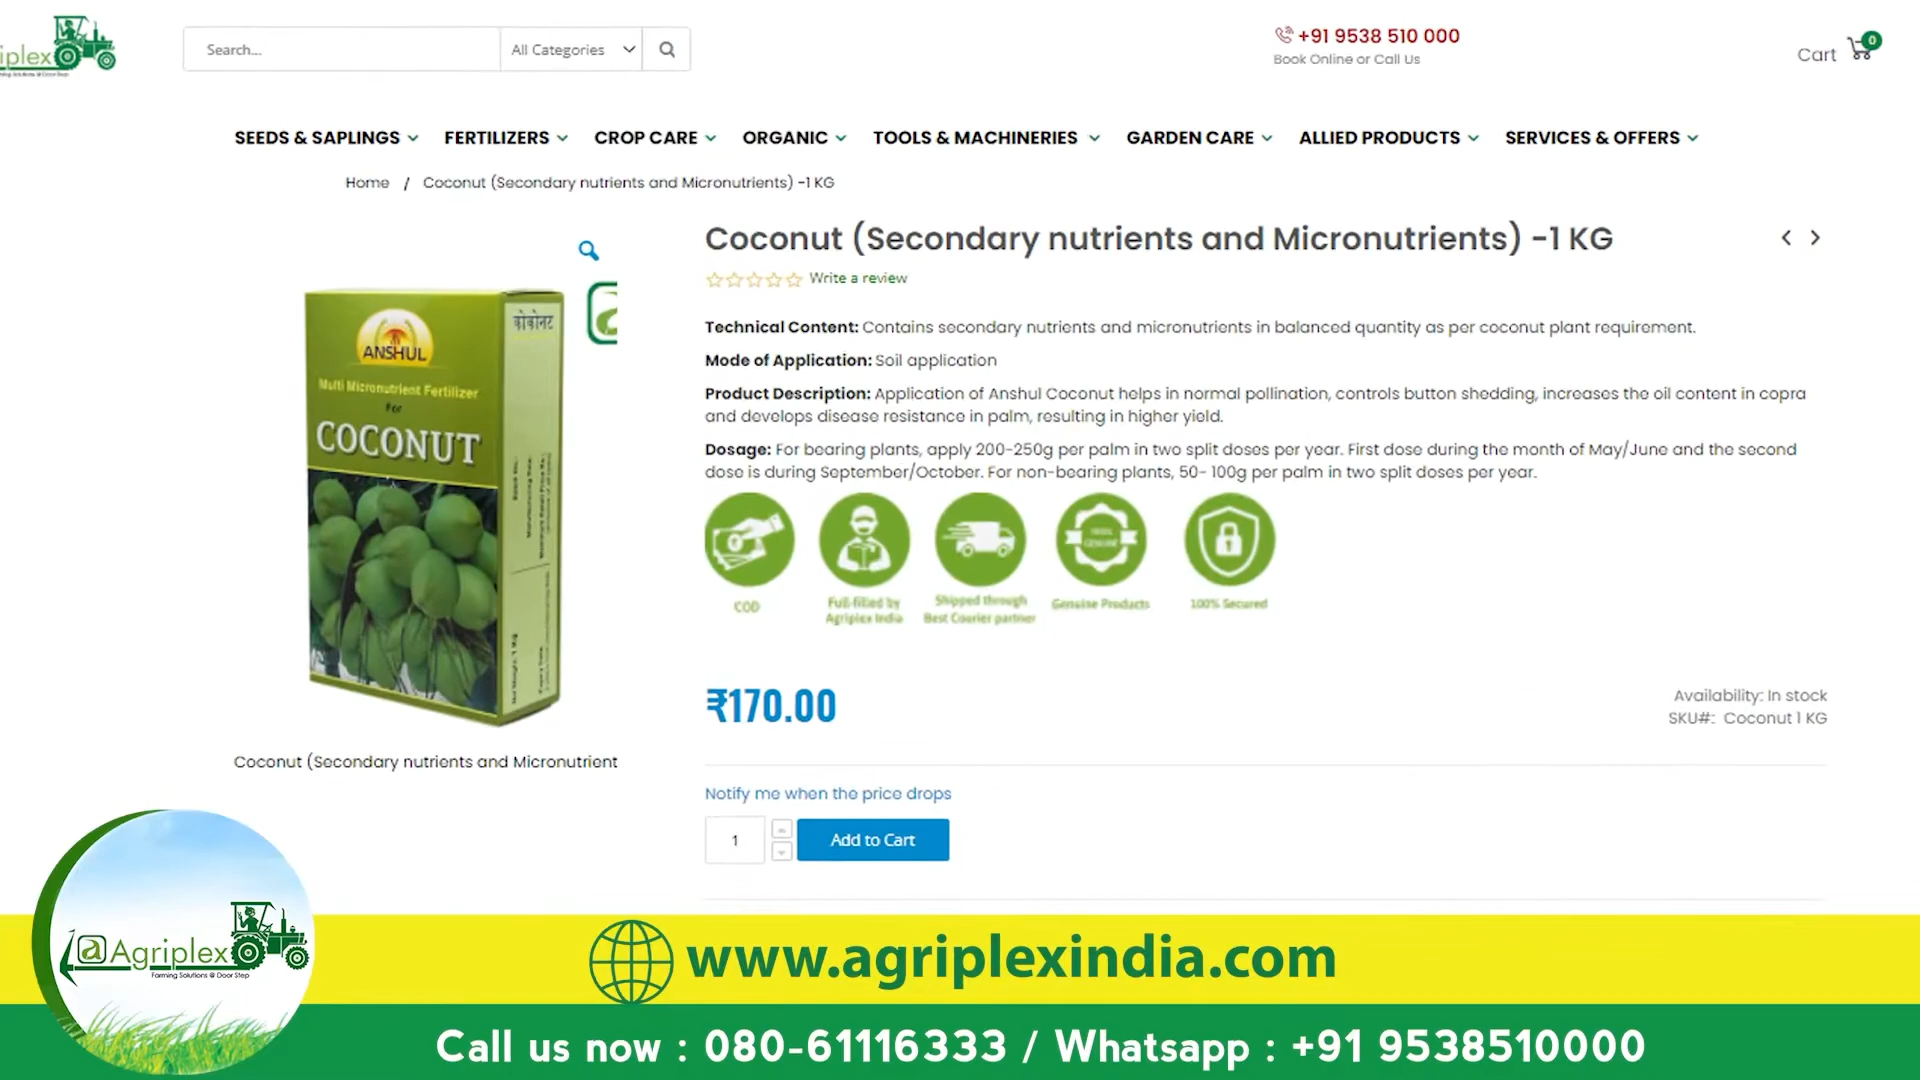 iplex
Search...
All Categories
+91 9538 510 000
Book Online or Call Us
Cart
0
SEEDS & SAPLINGS
FERTILIZERS
CROP CARE
ORGANIC
TOOLS & MACHINERIES
GARDEN CARE
ALLIED PRODUCTS
SERVICES & OFFERS
Home / Coconut (Secondary nutrients and Micronutrients) -1 KG
Coconut (Secondary nutrients and Micronutrients) -1 KG
Write a review
Technical Content: Contains secondary nutrients and micronutrients in balanced quantity as per coconut plant requirement.
Mode of Application: Soil application
Product Description: Application of Anshul Coconut helps in normal pollination, controls button shedding, increases the oil content in copra
and develops disease resistance in palm, resulting in higher yield.
Dosage: For bearing plants, apply 200-250g per palm in two split doses per year. First dose during the month of May/June and the second
dose is during September/October. For non-bearing plants, 50- 100g per palm in two split doses per year.
ANSHUL
Multi Micronutrient Fertilizer
For
COCONUT
कोकोनट
COD
Full-filled by
Agriplex India
Shipped through
Best Courier partner
Genuine Products
100% Secured
₹170.00
Availability: In stock
SKU#: Coconut 1 KG
Coconut (Secondary nutrients and Micronutrient
Notify me when the price drops
1
Add to Cart
@Agriplex
Farming Solutions @ Door Step
www.agriplexindia.com
Call us now : 080-61116333 / Whatsapp : +91 9538510000